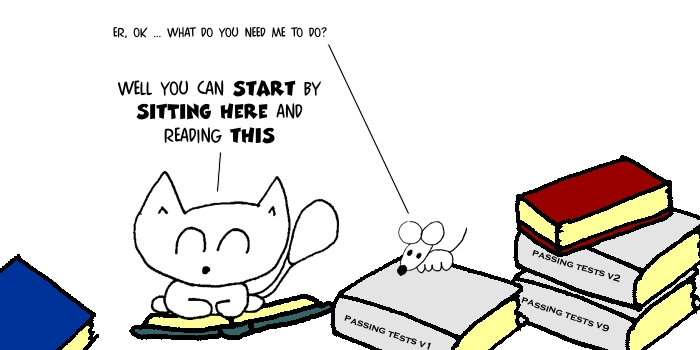 ER, OK ... WHAT DO YOU NEED ME TO DO?
WELL YOU CAN START BY
SITTING HERE AND
READING THIS
PASSING TESTS V2
PASSING TESTS V9
PASSING TESTS V1